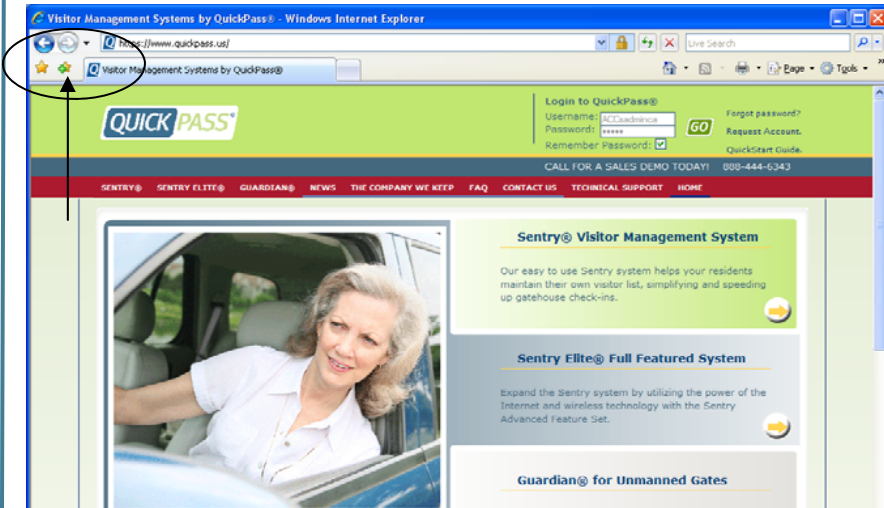 Visitor Management Systems by QuickPass® - Windows Internet Explorer
https://www.quickpass.us/
Live Search
Visitor Management Systems by QuickPass®
Page
Tools
QUICK PASS®
Login to QuickPass®
Username: ACCaadminca
Password: *****
Remember Password:
GO
Forgot password?
Request Account.
QuickStart Guide.
CALL FOR A SALES DEMO TODAY! 888-444-6343
SENTRY® SENTRY ELITE® GUARDIAN® NEWS THE COMPANY WE KEEP FAQ CONTACT US TECHNICAL SUPPORT HOME
Sentry® Visitor Management System
Our easy to use Sentry system helps your residents
maintain their own visitor list, simplifying and speeding
up gatehouse check-ins.
Sentry Elite® Full Featured System
Expand the Sentry system by utilizing the power of the
Internet and wireless technology with the Sentry
Advanced Feature Set.
Guardian® for Unmanned Gates